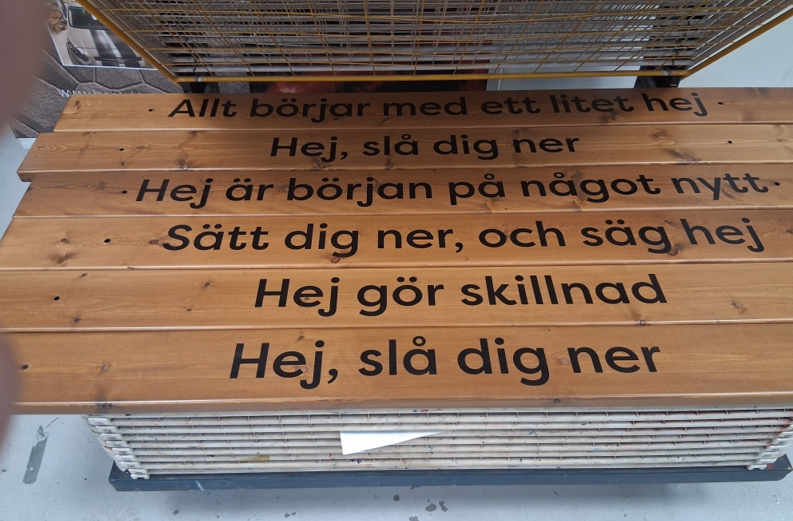 Allt börjar med ett litet hej
Hej, slå dig ner
Hej är början på något nytt
Sätt dig ner, och säg hej
Hej gör skillnad
Hej, slå dig ner